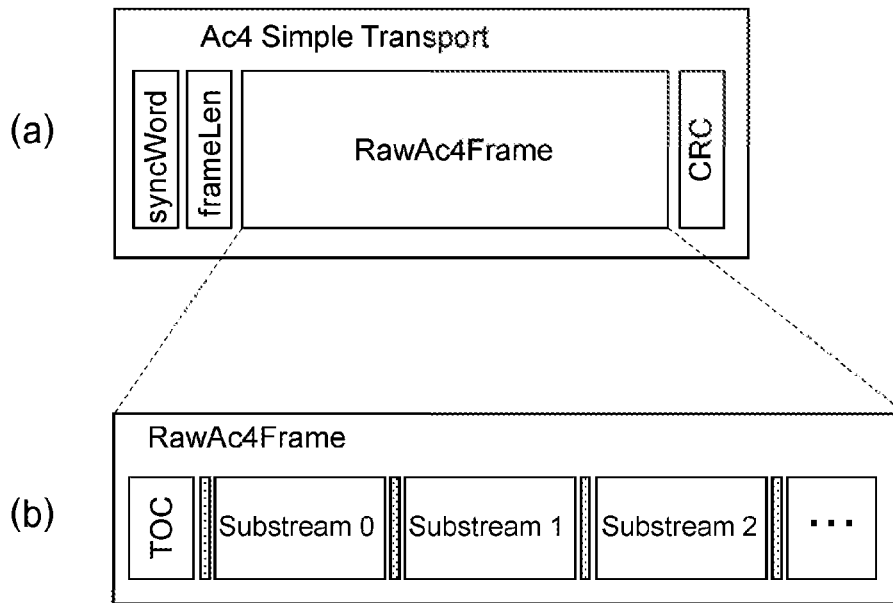 (a)
Ac4 Simple Transport
syncWord
frameLen
RawAc4Frame
CRC
(b)
RawAc4Frame
TOC
Substream 0
Substream 1
Substream 2
...